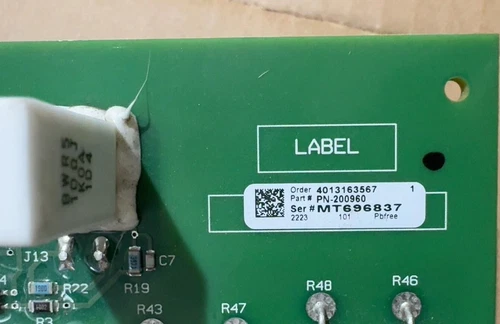 LABEL
Order 4013163567 1
Part # PN-200960
Ser # MT696837
2223 101 Pbfree
J13
C7
R22
R19
R3
R43
R47
R48
R46